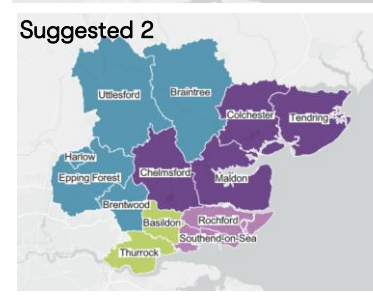 Suggested 2
Uttlesford
Braintree
Colchester
Tendring
Harlow
Epping Forest
Chelmsford
Maldon
Brentwood
Basildon
Rochford
Southend-on-Sea
Thurrock